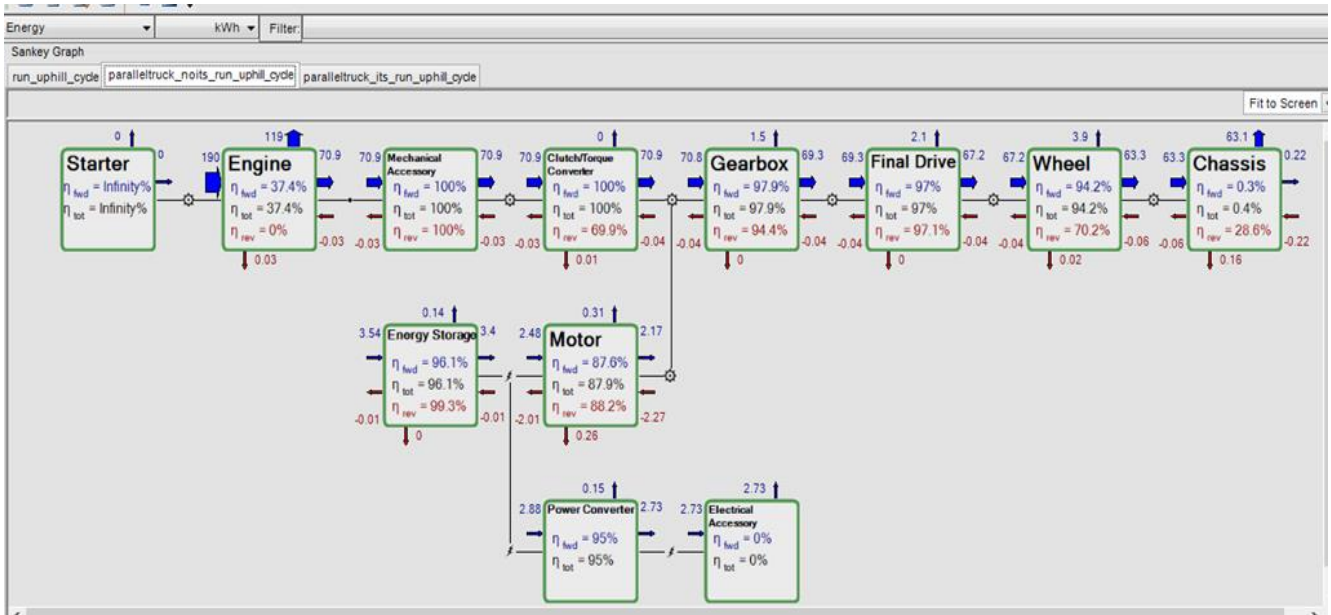 Energy kWh Filter:
Sankey Graph
run_uphill_cycle paralleltruck_noits_run_uphill_cycle paralleltruck_its_run_uphill_cycle
Fit to Screen
0
Starter
0
η fwd = Infinity%
η tot = Infinity%
119
190
Engine
70.9
η fwd = 37.4%
η tot = 37.4%
η rev = 0%
-0.03
0.03
70.9
Mechanical
Accessory
70.9
η fwd = 100%
η tot = 100%
η rev = 100%
-0.03
-0.03
0
70.9
Clutch/Torque
Converter
70.9
η fwd = 100%
η tot = 100%
η rev = 69.9%
-0.03
-0.04
0.01
1.5
70.8
Gearbox
69.3
η fwd = 97.9%
η tot = 97.9%
η rev = 94.4%
-0.04
-0.04
0
2.1
69.3
Final Drive
67.2
η fwd = 97%
η tot = 97%
η rev = 97.1%
-0.04
-0.04
0
3.9
67.2
Wheel
63.3
η fwd = 94.2%
η tot = 94.2%
η rev = 70.2%
-0.04
-0.06
0.02
63.1
63.3
Chassis
0.22
η fwd = 0.3%
η tot = 0.4%
η rev = 28.6%
-0.06
-0.22
0.16
0.14
3.54
Energy Storage
3.4
η fwd = 96.1%
η tot = 96.1%
η rev = 99.3%
-0.01
-0.01
0
0.31
2.48
Motor
2.17
η fwd = 87.6%
η tot = 87.9%
η rev = 88.2%
-2.01
-2.27
0.26
0.15
2.88
Power Converter
2.73
η fwd = 95%
η tot = 95%
2.73
2.73
Electrical
Accessory
η fwd = 0%
η tot = 0%